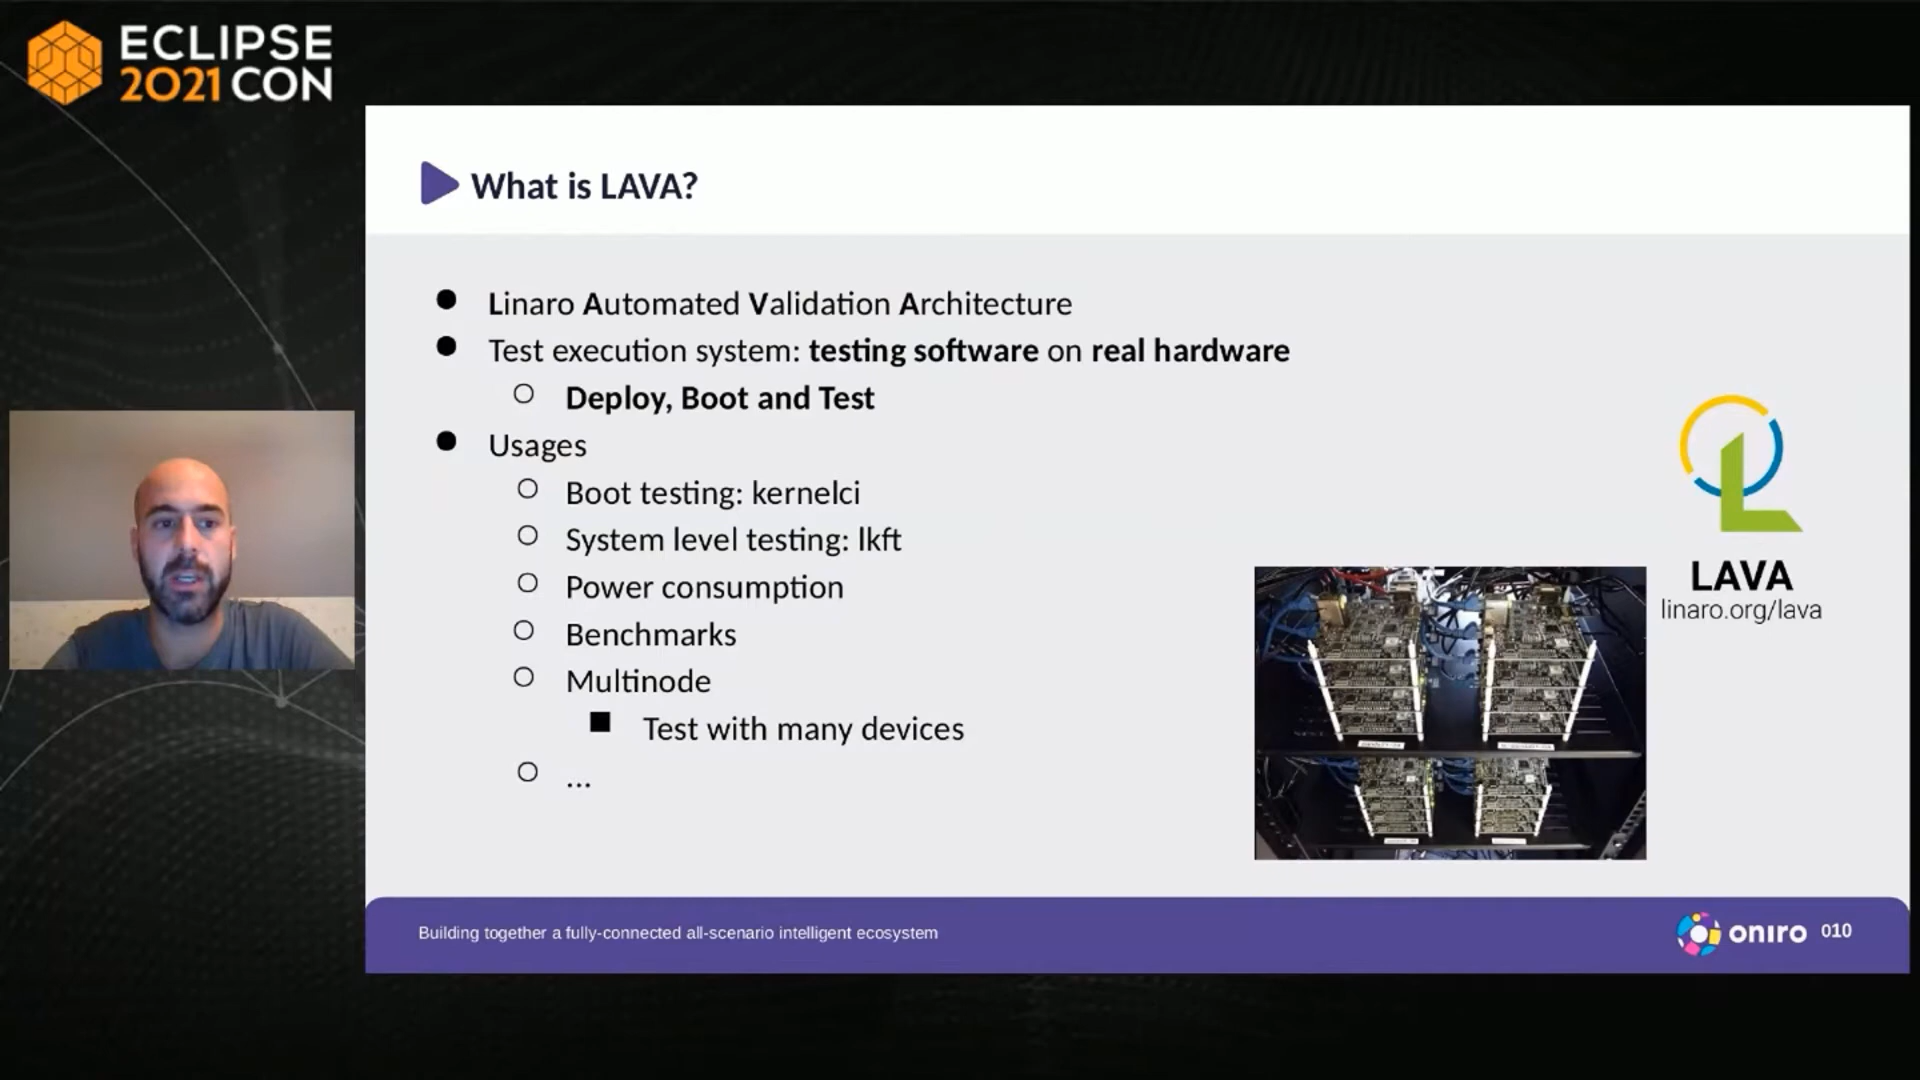 ECLIPSE
2021 CON
What is LAVA?
● Linaro Automated Validation Architecture
● Test execution system: testing software on real hardware
○ Deploy, Boot and Test
● Usages
○ Boot testing: kernelci
○ System level testing: lkft
○ Power consumption
○ Benchmarks
○ Multinode
■ Test with many devices
○ ...
LAVA
linaro.org/lava
Building together a fully-connected all-scenario intelligent ecosystem
oniro 010